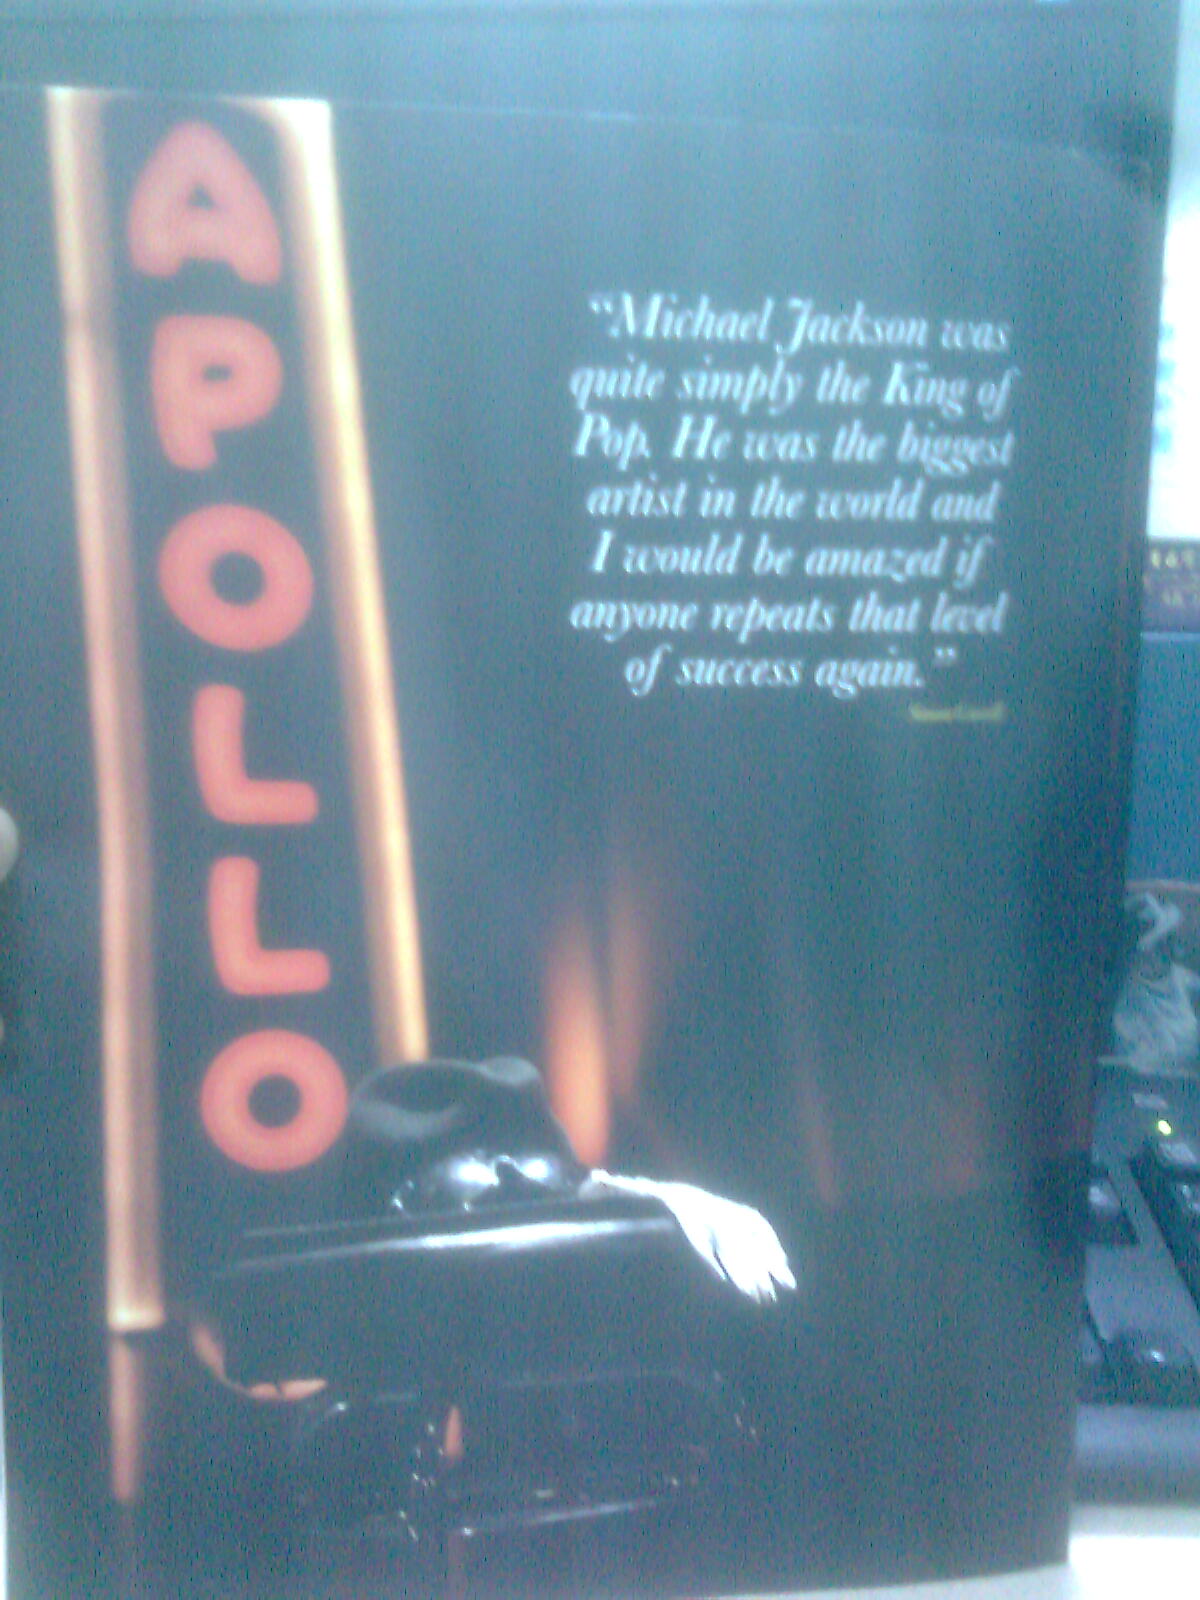 APOLLO
“Michael Jackson was
quite simply the King of
Pop. He was the biggest
artist in the world and
I would be amazed if
anyone repeats that level
of success again.”